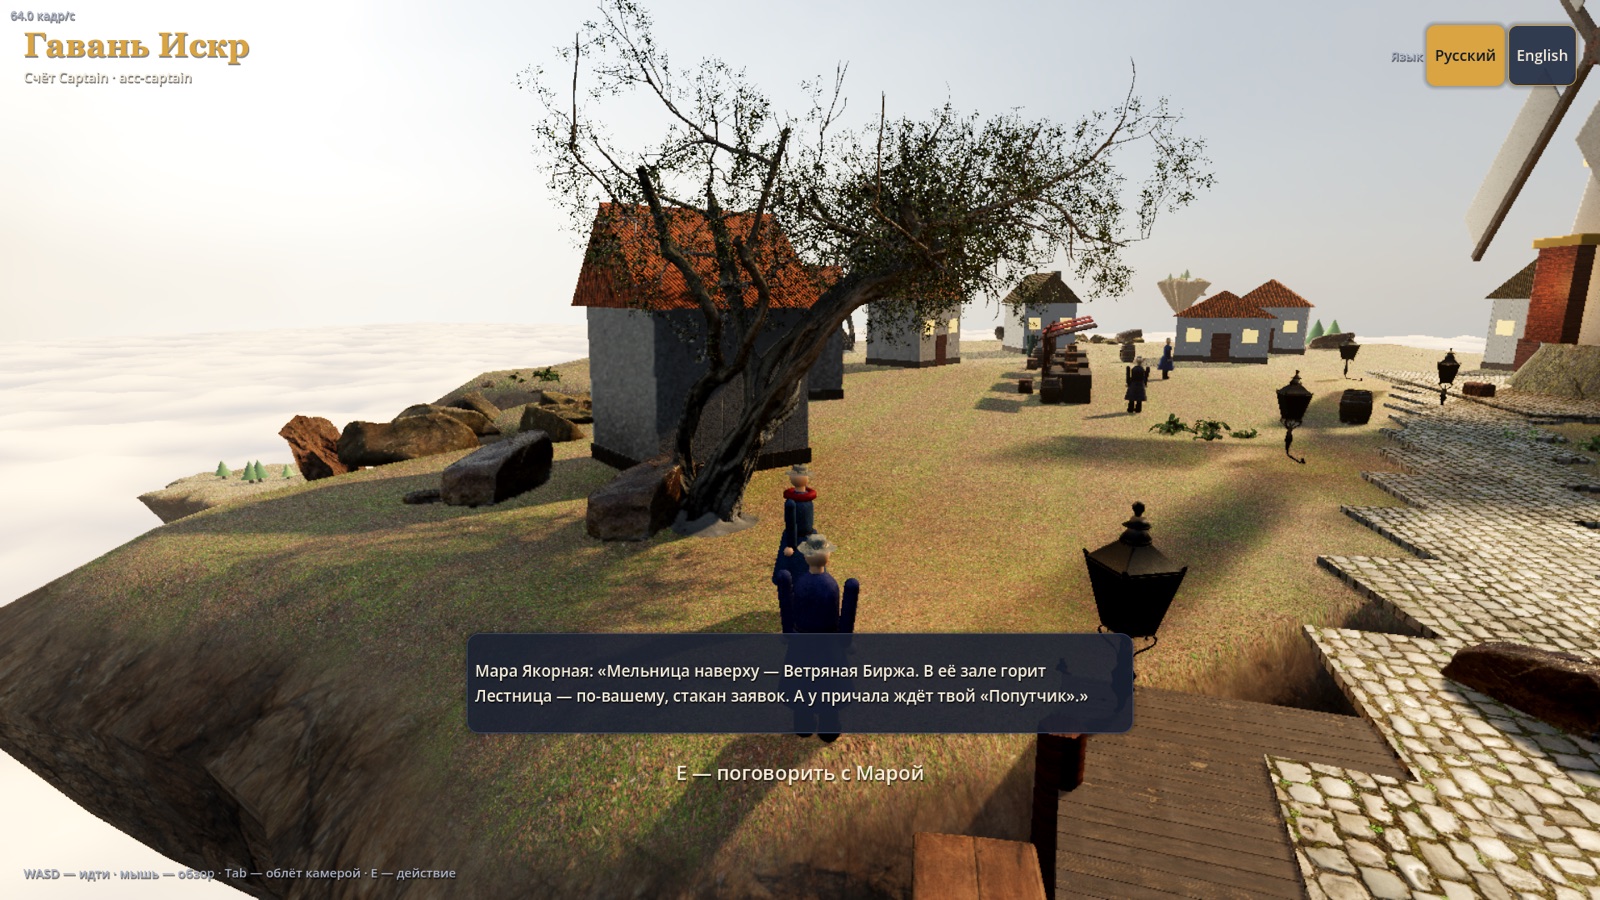 64.0 кадр/с
Гавань Искр
Счёт Captain · acc-captain
Язык
Русский
English
Мара Якорная: «Мельница наверху — Ветряная Биржа. В её зале горит
Лестница — по-вашему, стакан заявок. А у причала ждёт твой «Попутчик».»
E — поговорить с Марой
WASD — идти · мышь — обзор · Tab — облёт камерой · E — действие